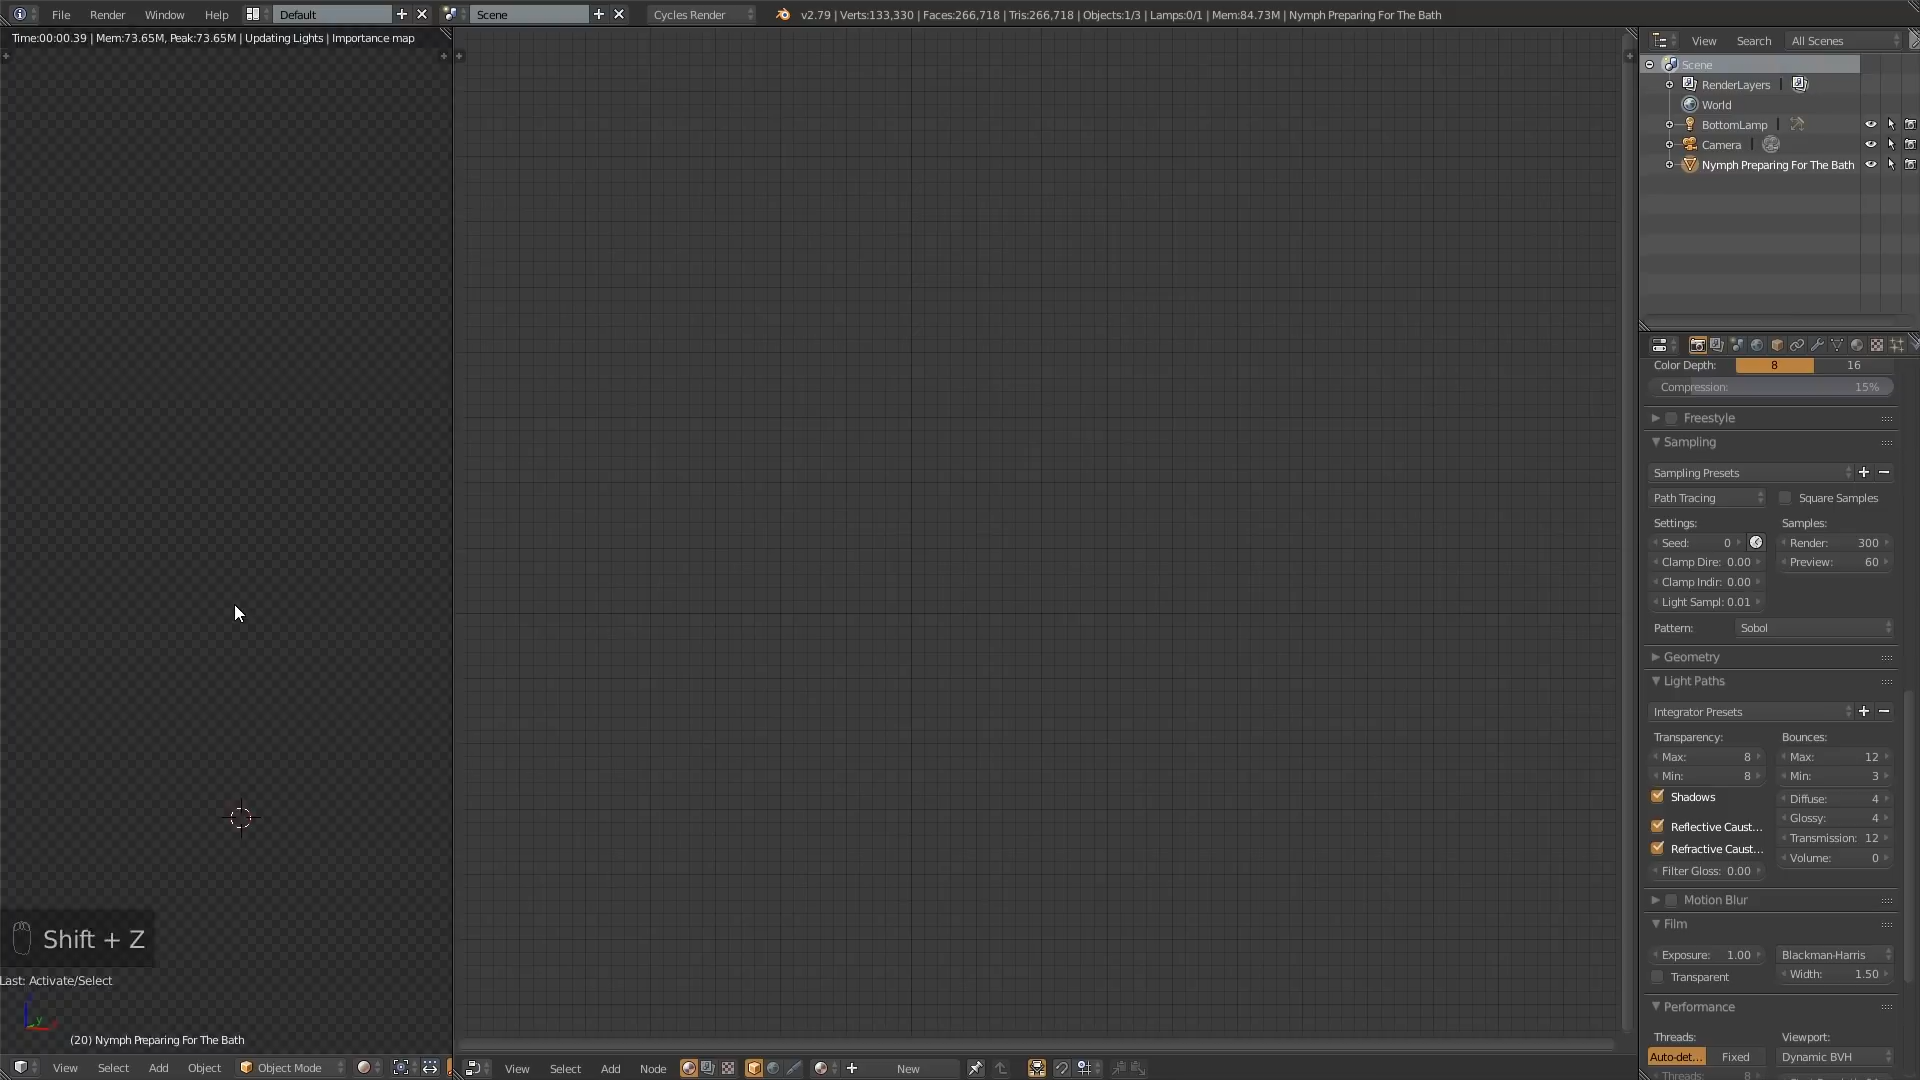 File Render Window Help Default Scene Cycles Render v2.79 | Verts:133,330 | Faces:266,718 | Tris:266,718 | Objects:1/3 | Lamps:0/1 | Mem:84.73M | Nymph Preparing For The Bath
Time:00:00.39 | Mem:73.65M, Peak:73.65M | Updating Lights | Importance map
View Search All Scenes
Scene
RenderLayers
World
BottomLamp
Camera
Nymph Preparing For The Bath
Color Depth: 8 16
Compression: 15%
Freestyle
Sampling
Sampling Presets
Path Tracing Square Samples
Settings: Samples:
Seed: 0 Render: 300
Clamp Dire: 0.00 Preview: 60
Clamp Indir: 0.00
Light Sampl: 0.01
Pattern: Sobol
Geometry
Light Paths
Integrator Presets
Transparency: Bounces:
Max: 8 Max: 12
Min: 8 Min: 3
Shadows Diffuse: 4
Glossy: 4
Reflective Caust...
Transmission: 12
Refractive Caust...
Volume: 0
Filter Gloss: 0.00
Motion Blur
Film
Exposure: 1.00 Blackman-Harris
Transparent Width: 1.50
Performance
Threads: Viewport:
Auto-det... Fixed Dynamic BVH
Threads: 8
Shift + Z
Last: Activate/Select
(20) Nymph Preparing For The Bath
View Select Add Object Object Mode View Select Add Node New